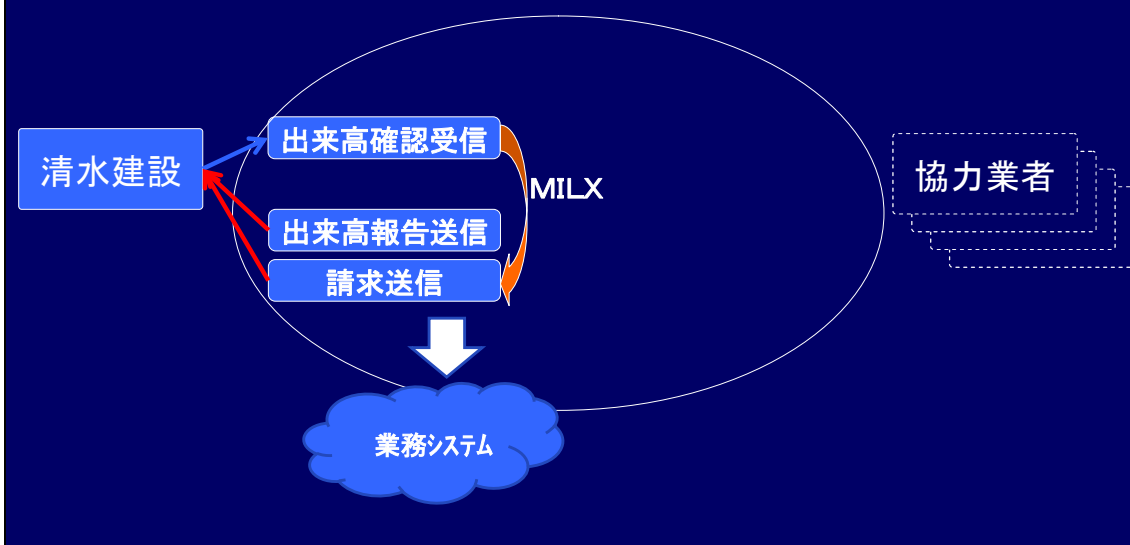 清水建設
出来高確認受信
MILX
出来高報告送信
請求送信
協力業者
業務システム